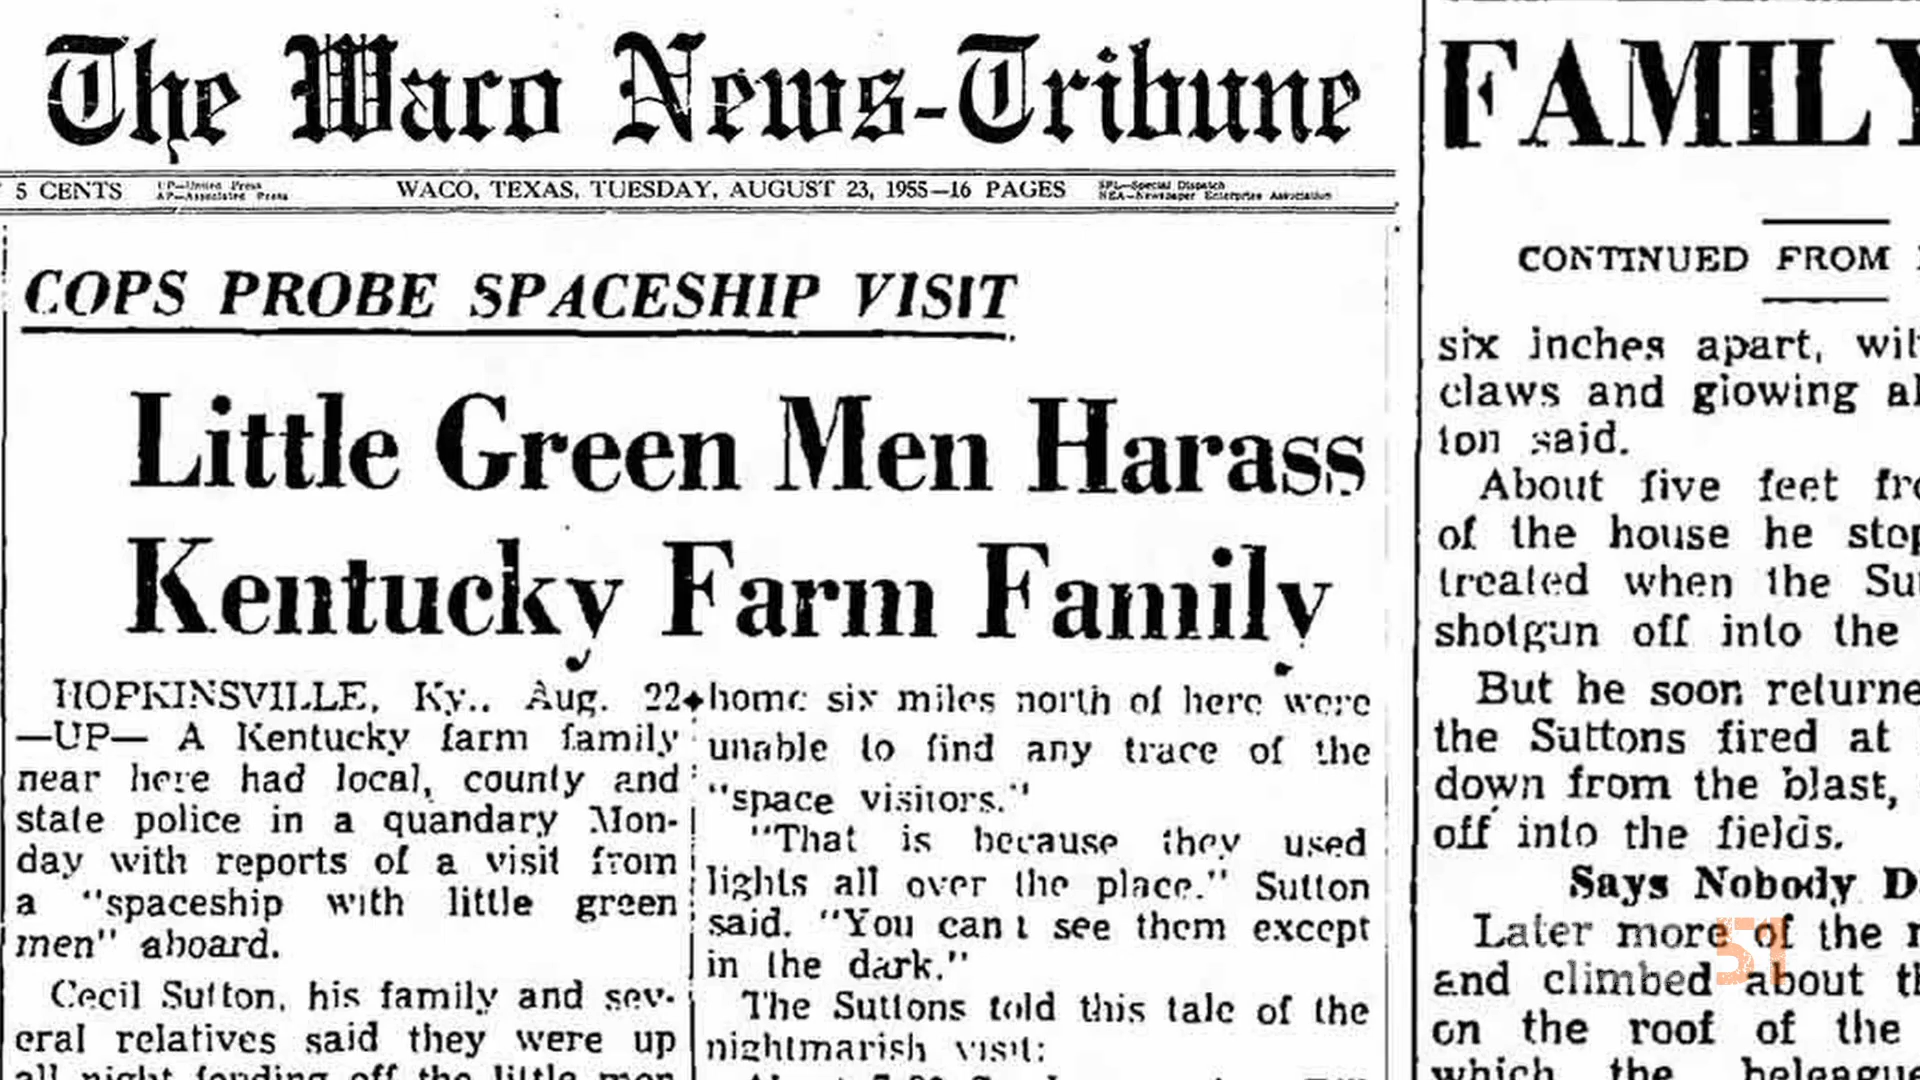 The Waco News-Tribune
5 CENTS
UP—United Press
AP—Associated Press
WACO, TEXAS, TUESDAY, AUGUST 23, 1955—16 PAGES
SPL—Special Dispatch
NEA—Newspaper Enterprise Association
COPS PROBE SPACESHIP VISIT
Little Green Men Harass
Kentucky Farm Family
HOPKINSVILLE, Ky., Aug. 22
—UP— A Kentucky farm family
near here had local, county and
state police in a quandary Mon-
day with reports of a visit from
a "spaceship with little green
men" aboard.
Cecil Sutton, his family and sev-
eral relatives said they were up
all night fending off the little men
home six miles north of here were
unable to find any trace of the
"space visitors."
"That is because they used
lights all over the place." Sutton
said. "You can t see them except
in the dark."
The Suttons told this tale of the
nightmarish visit:
FAMILY
CONTINUED FROM
six inches apart, wit
claws and glowing al
ton said.
About five feet fro
of the house he stop
treated when the Sut
shotgun off into the
But he soon returne
the Suttons fired at
down from the blast,
off into the fields.
Says Nobody D
Later more of the
and climbed about th
on the roof of the
which the beleague
51